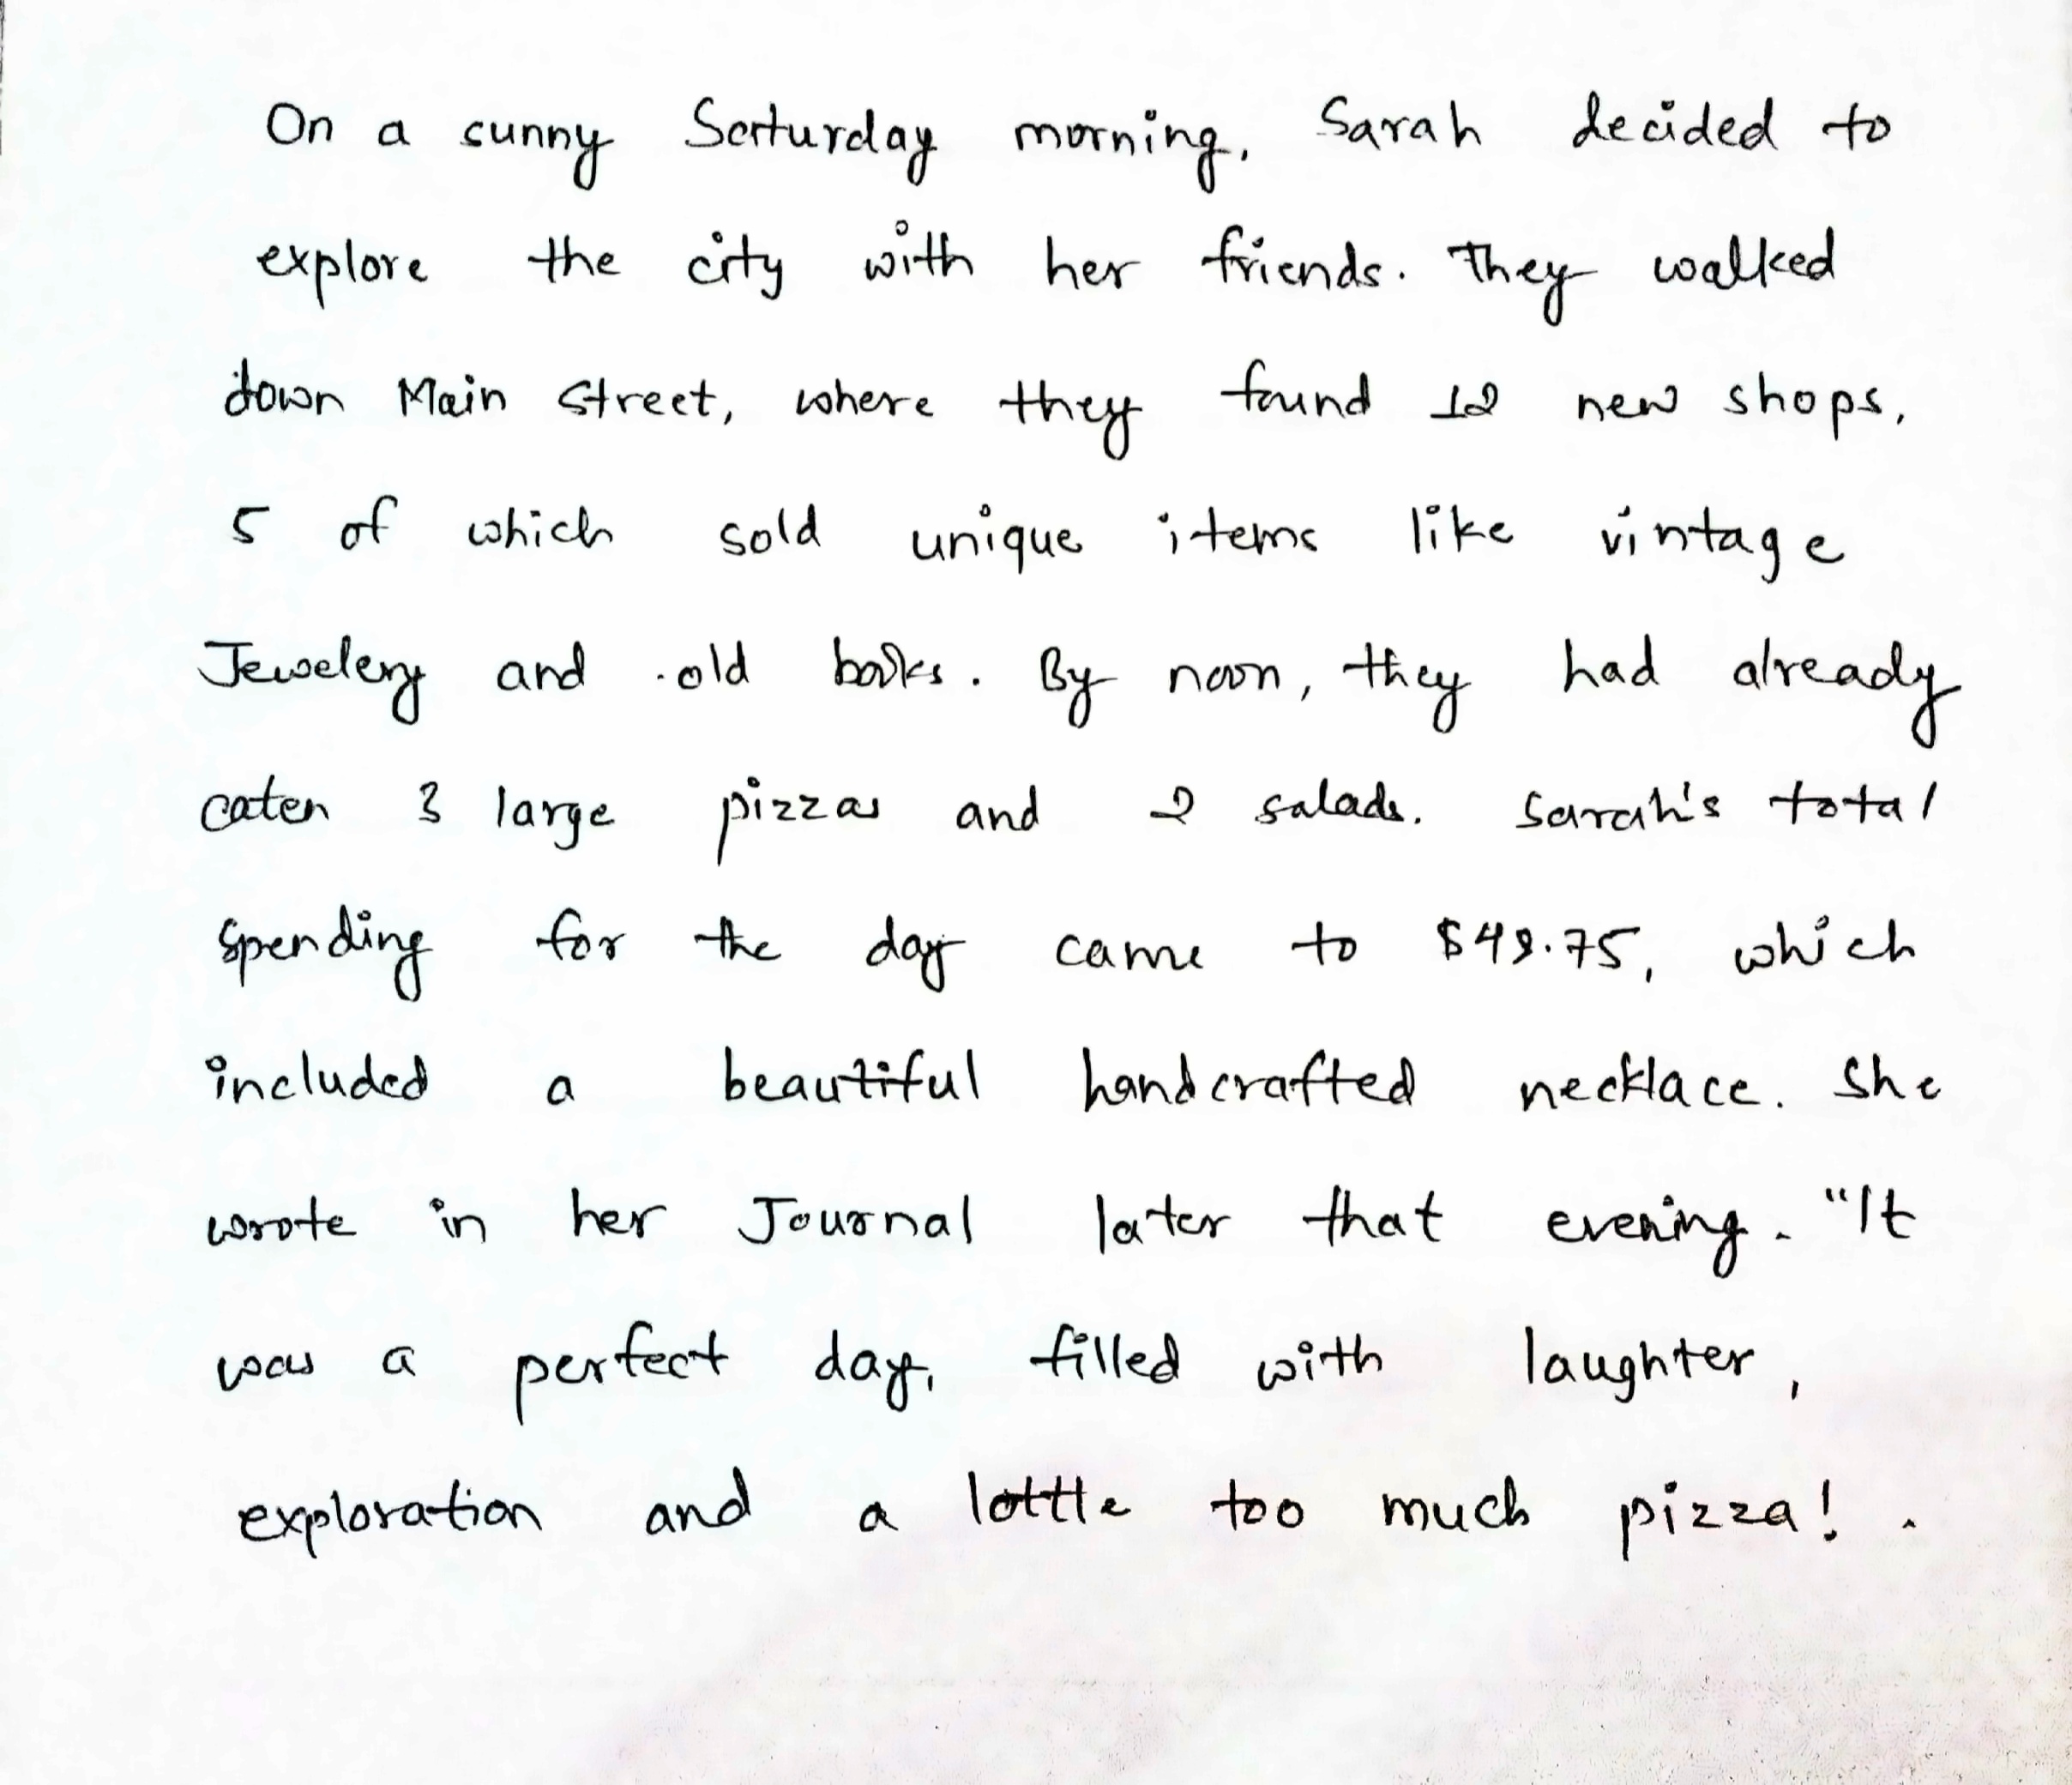 On a sunny Saturday morning, Sarah decided to
explore the city with her friends. They walked
down Main Street, where they found 12 new shops,
5 of which sold unique items like vintage
Jewelery and old books. By noon, they had already
eaten 3 large pizzas and 2 salads. Sarah's total
spending for the day came to $49.75, which
included a beautiful handcrafted necklace. She
wrote in her Journal later that evening. "It
was a perfect day, filled with laughter,
exploration and a lottle too much pizza! .